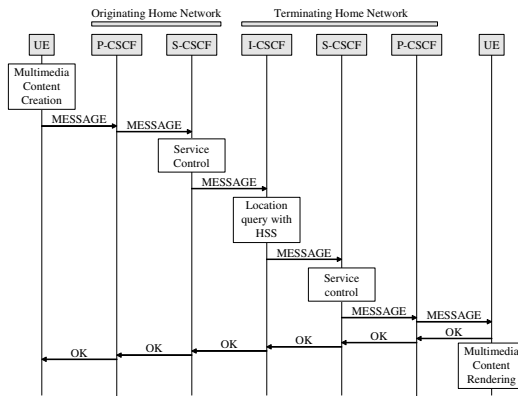 Originating Home Network
Terminating Home Network
UE
P-CSCF
S-CSCF
I-CSCF
S-CSCF
P-CSCF
UE
Multimedia
Content
Creation
MESSAGE
MESSAGE
Service
Control
MESSAGE
Location
query with
HSS
MESSAGE
Service
control
MESSAGE
MESSAGE
OK
OK
OK
OK
OK
OK
Multimedia
Content
Rendering